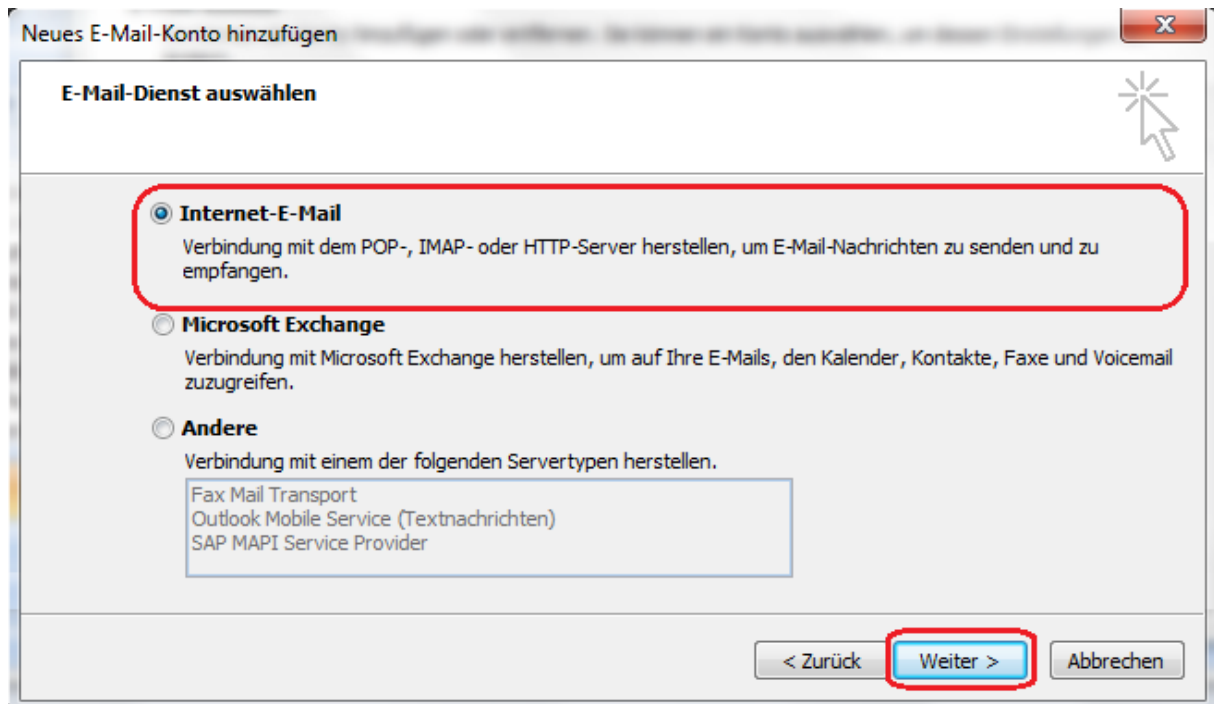 Neues E-Mail-Konto hinzufügen
E-Mail-Dienst auswählen
Internet-E-Mail
Verbindung mit dem POP-, IMAP- oder HTTP-Server herstellen, um E-Mail-Nachrichten zu senden und zu
empfangen.
Microsoft Exchange
Verbindung mit Microsoft Exchange herstellen, um auf Ihre E-Mails, den Kalender, Kontakte, Faxe und Voicemail
zuzugreifen.
Andere
Verbindung mit einem der folgenden Servertypen herstellen.
Fax Mail Transport
Outlook Mobile Service (Textnachrichten)
SAP MAPI Service Provider
< Zurück Weiter > Abbrechen